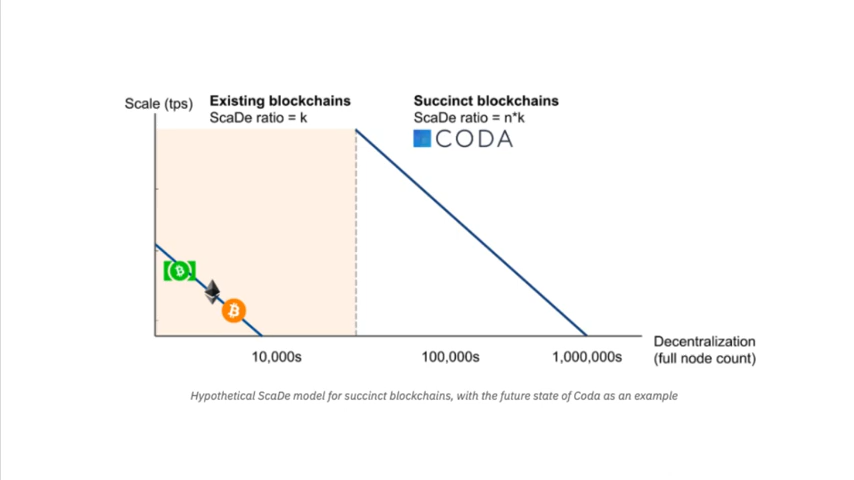 Scale (tps)
Existing blockchains
ScaDe ratio = k
Succinct blockchains
ScaDe ratio = n*k
CODA
10,000s
100,000s
1,000,000s
Decentralization
(full node count)
Hypothetical ScaDe model for succinct blockchains, with the future state of Coda as an example